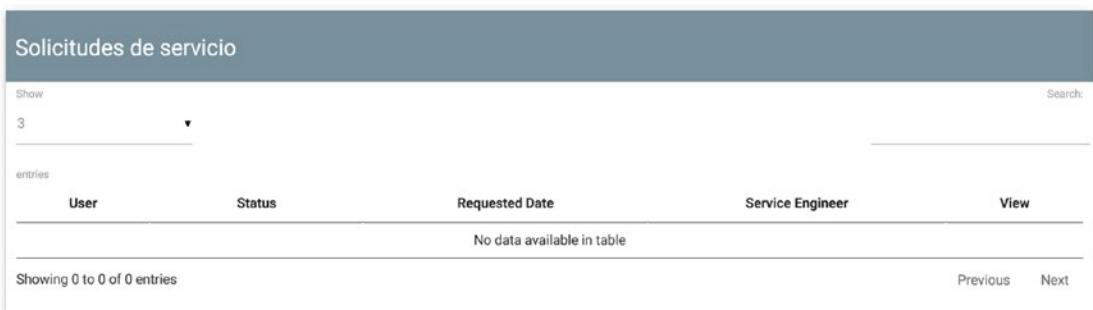 Solicitudes de servicio
Show
Search:
3
entries
User Status Requested Date Service Engineer View
No data available in table
Showing 0 to 0 of 0 entries
Previous Next